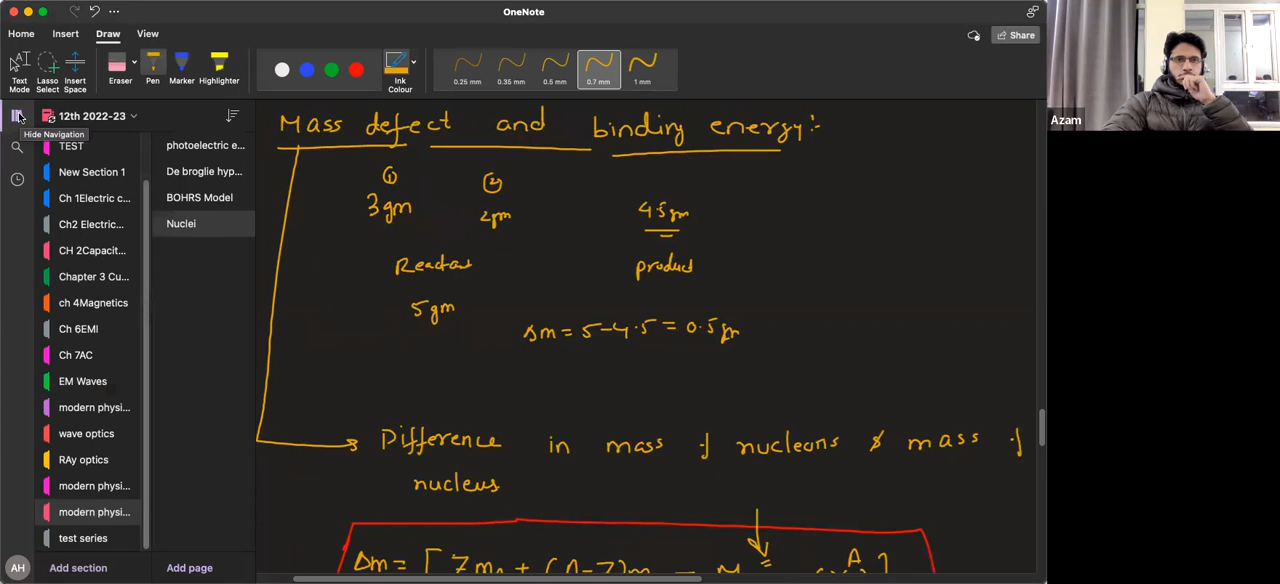 OneNote
Home Insert Draw View
Share
Text Mode
Lasso Select
Insert Space
Eraser
Pen
Marker
Highlighter
Ink Colour
0.25 mm
0.35 mm
0.5 mm
0.7 mm
1 mm
12th 2022-23
Hide Navigation
TEST
New Section 1
Ch 1Electric c...
Ch2 Electric...
CH 2Capacit...
Chapter 3 Cu...
ch 4Magnetics
Ch 6EMI
Ch 7AC
EM Waves
modern physi...
wave optics
RAy optics
modern physi...
modern physi...
test series
AH
Add section
photoelectric e...
De broglie hyp...
BOHRS Model
Nuclei
Add page
Mass defect and binding energy:-
① ②
3gm 2gm 4.5gm
Reactant product
5gm
Δm = 5-4.5 = 0.5gm
Difference in mass of nucleons & mass of
nucleus
Azam